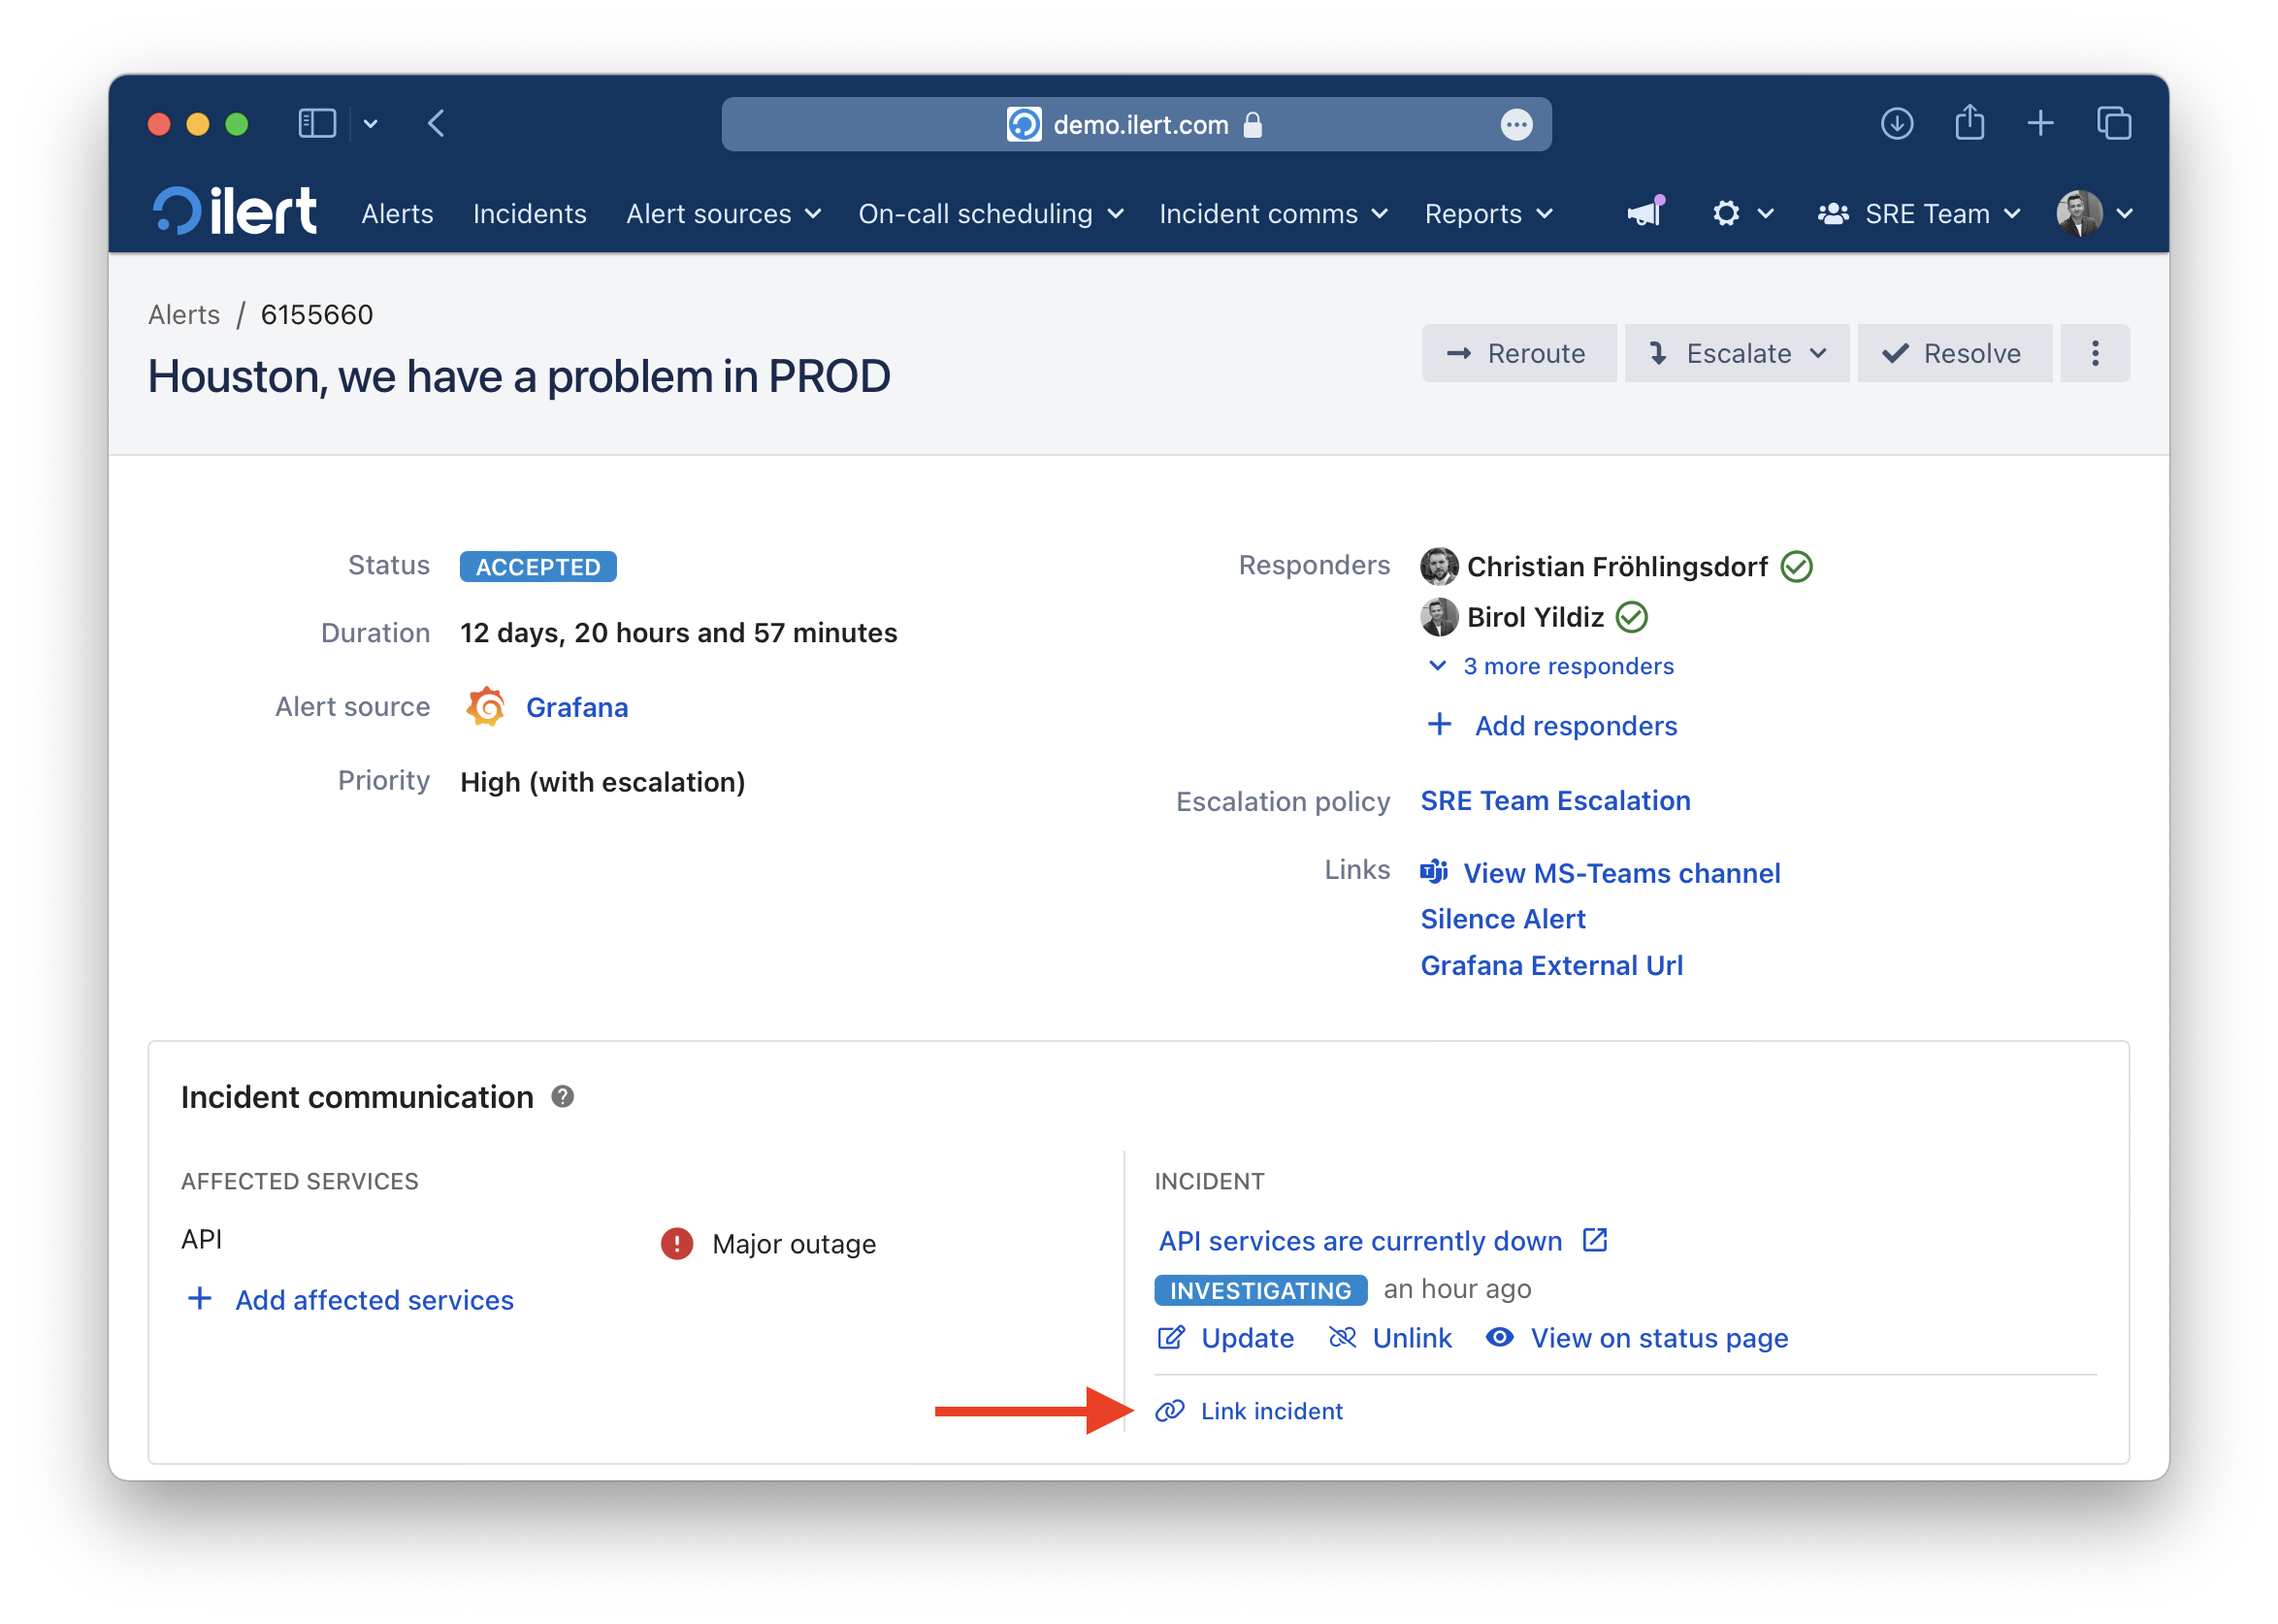 demo.ilert.com
ilert Alerts Incidents Alert sources On-call scheduling Incident comms Reports SRE Team
Alerts / 6155660
Houston, we have a problem in PROD
Reroute Escalate Resolve
Status ACCEPTED
Duration 12 days, 20 hours and 57 minutes
Alert source Grafana
Priority High (with escalation)
Responders Christian Fröhlingsdorf
Birol Yildiz
3 more responders
+ Add responders
Escalation policy SRE Team Escalation
Links View MS-Teams channel
Silence Alert
Grafana External Url
Incident communication ?
AFFECTED SERVICES
API Major outage
+ Add affected services
INCIDENT
API services are currently down
INVESTIGATING an hour ago
Update Unlink View on status page
Link incident